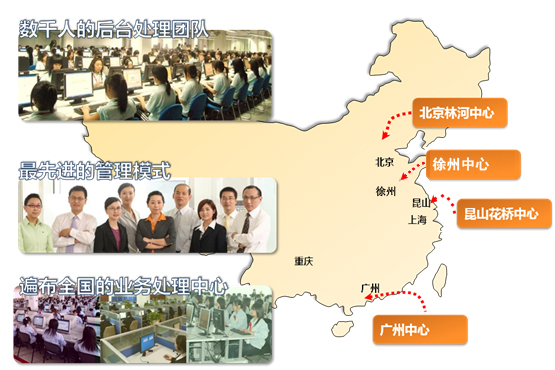 数千人的后台处理团队
最先进的管理模式
遍布全国的业务处理中心
北京林河中心
北京
徐州中心
徐州
昆山
昆山花桥中心
上海
重庆
广州
广州中心